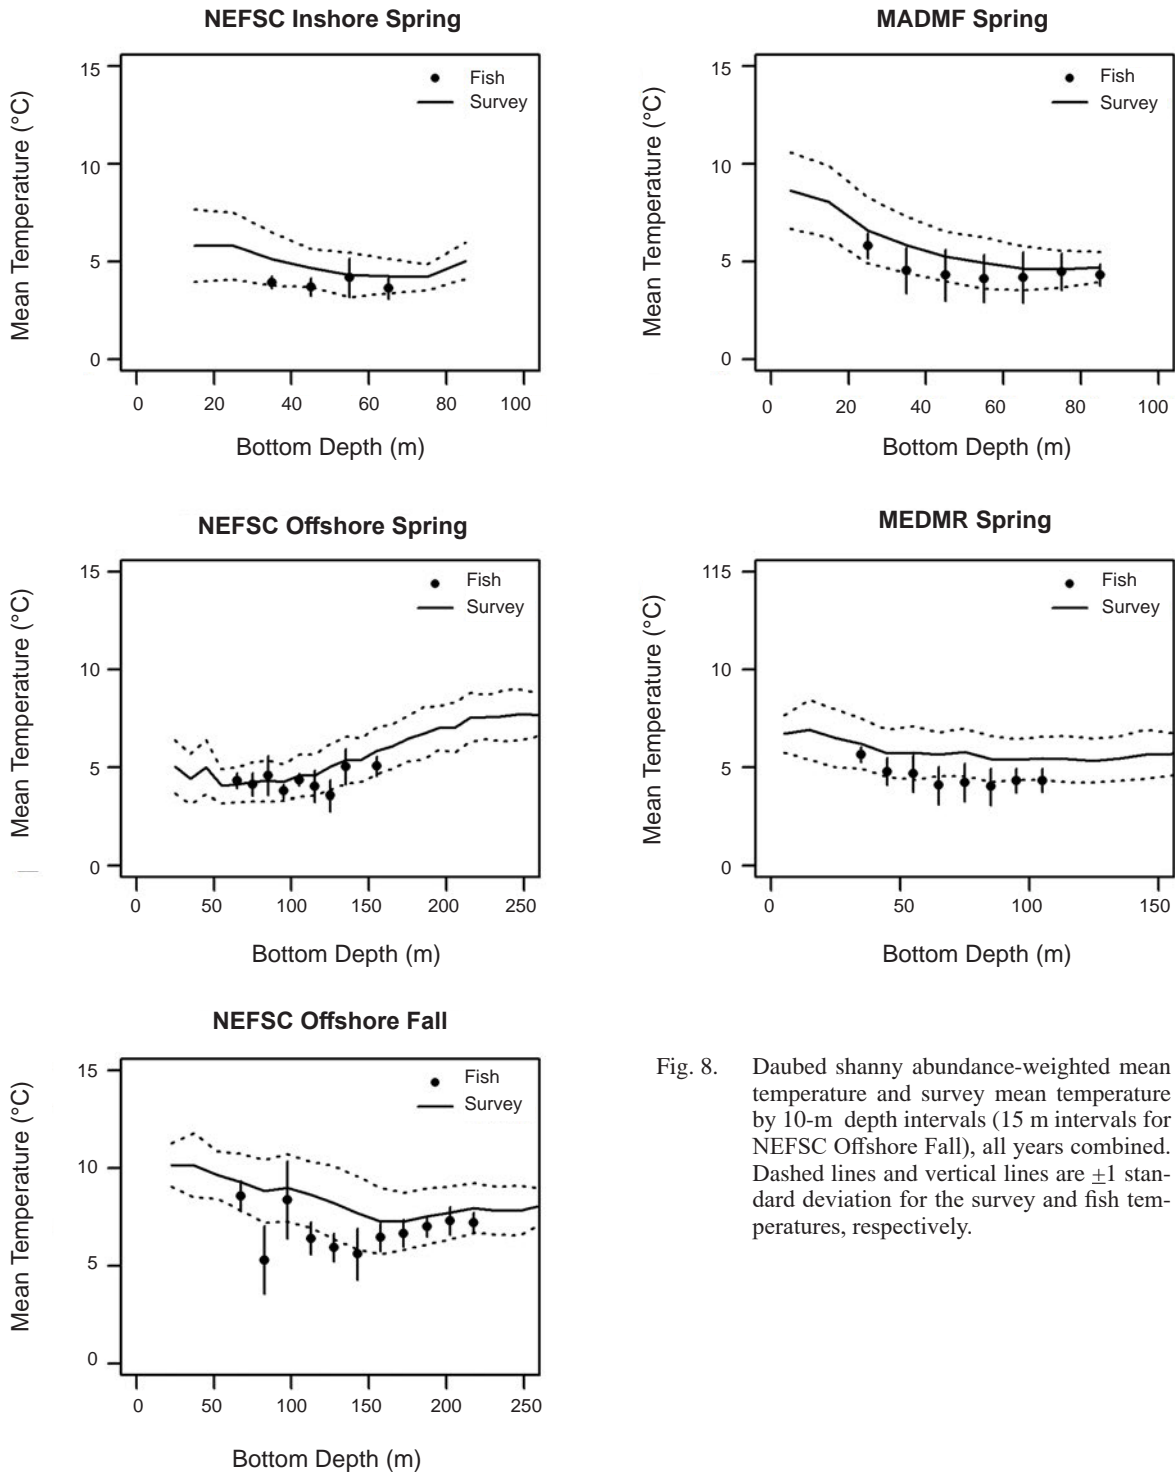 NEFSC Inshore Spring
15
10
5
0
Mean Temperature (°C)
Fish
Survey
0 20 40 60 80 100
Bottom Depth (m)
MADMF Spring
15
10
5
0
Mean Temperature (°C)
Fish
Survey
0 20 40 60 80 100
Bottom Depth (m)
NEFSC Offshore Spring
15
10
5
0
Mean Temperature (°C)
Fish
Survey
0 50 100 150 200 250
Bottom Depth (m)
MEDMR Spring
115
10
5
0
Mean Temperature (°C)
Fish
Survey
0 50 100 150
Bottom Depth (m)
NEFSC Offshore Fall
15
10
5
0
Mean Temperature (°C)
Fish
Survey
0 50 100 150 200 250
Bottom Depth (m)
Fig. 8. Daubed shanny abundance-weighted mean
temperature and survey mean temperature
by 10-m depth intervals (15 m intervals for
NEFSC Offshore Fall), all years combined.
Dashed lines and vertical lines are ±1 stan-
dard deviation for the survey and fish tem-
peratures, respectively.